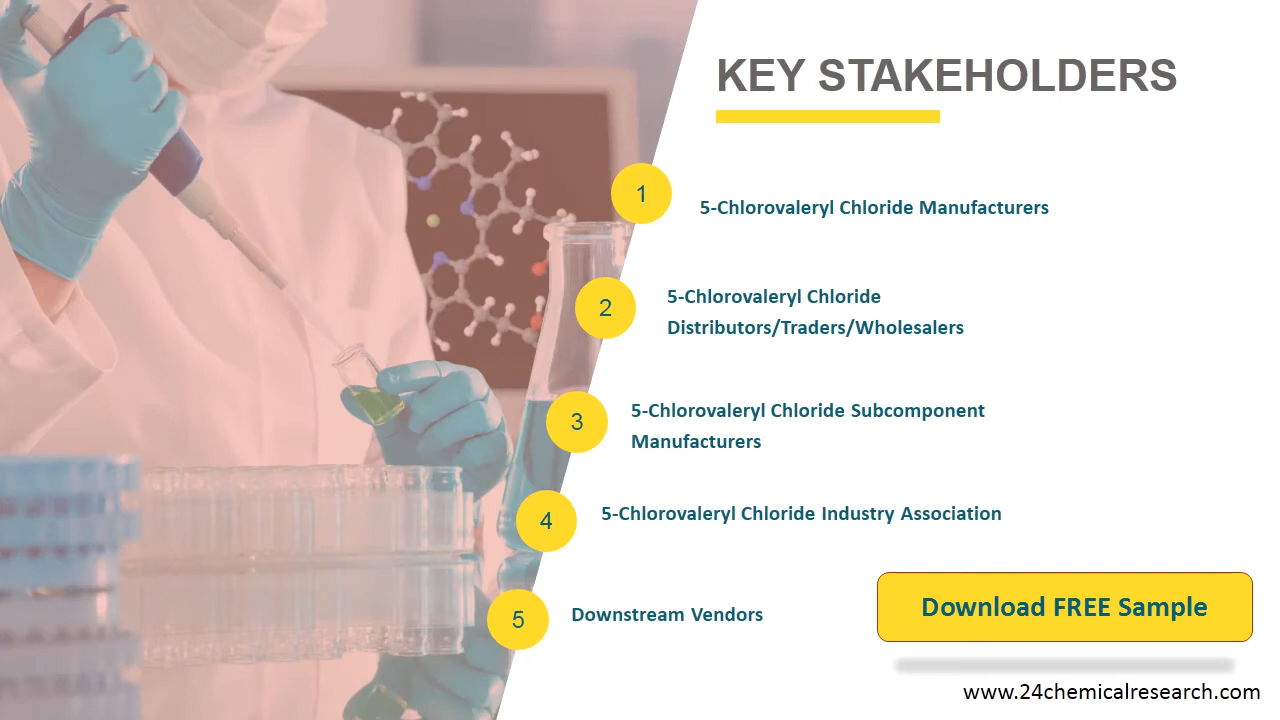 KEY STAKEHOLDERS
1
5-Chlorovaleryl Chloride Manufacturers
2
5-Chlorovaleryl Chloride
Distributors/Traders/Wholesalers
3
5-Chlorovaleryl Chloride Subcomponent
Manufacturers
4
5-Chlorovaleryl Chloride Industry Association
5
Downstream Vendors
Download FREE Sample
www.24chemicalresearch.com